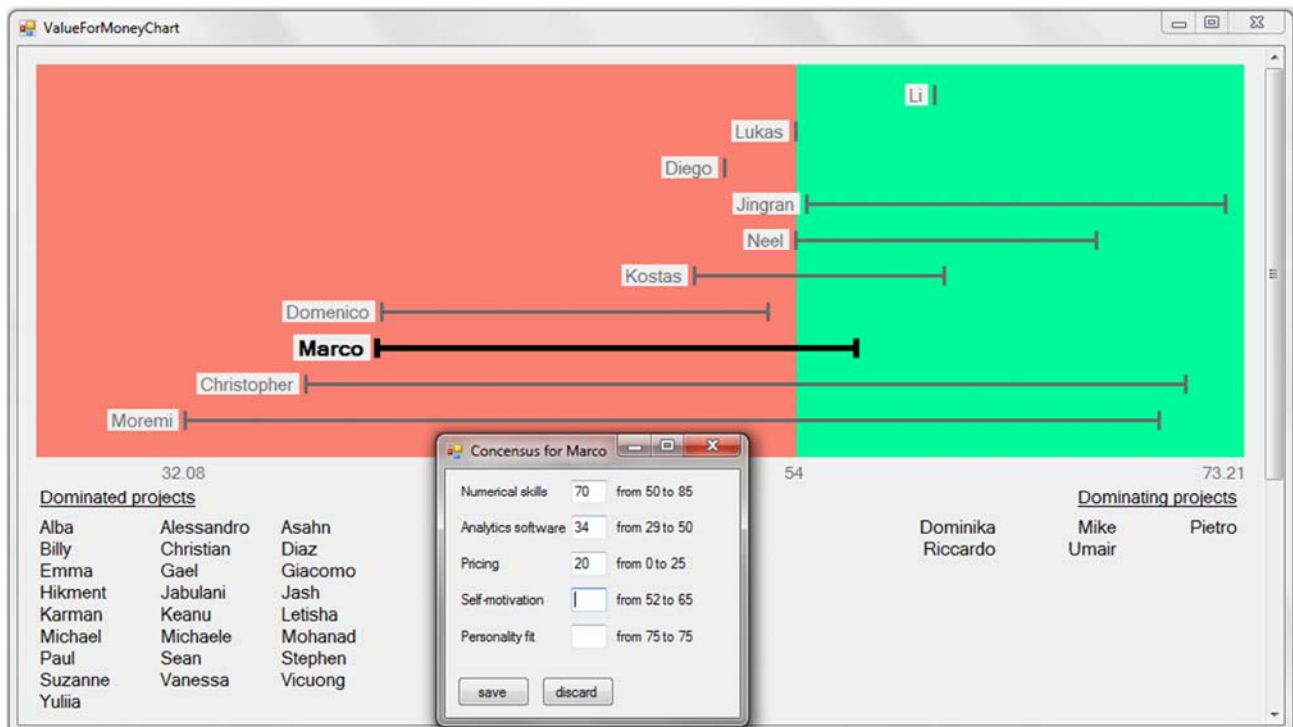 ValueForMoneyChart
Li
Lukas
Diego
Jingran
Neel
Kostas
Domenico
Marco
Christopher
Moremi
32.08 54 73.21
Dominated projects
Alba Alessandro Asahn
Billy Christian Diaz
Emma Gael Giacomo
Hikment Jabulani Jash
Karman Keanu Letisha
Michael Michaele Mohanad
Paul Sean Stephen
Suzanne Vanessa Vicuong
Yuliia
Concensus for Marco
Numerical skills 70 from 50 to 85
Analytics software 34 from 29 to 50
Pricing 20 from 0 to 25
Self-motivation from 52 to 65
Personality fit from 75 to 75
save discard
Dominating projects
Dominika Mike Pietro
Riccardo Umair